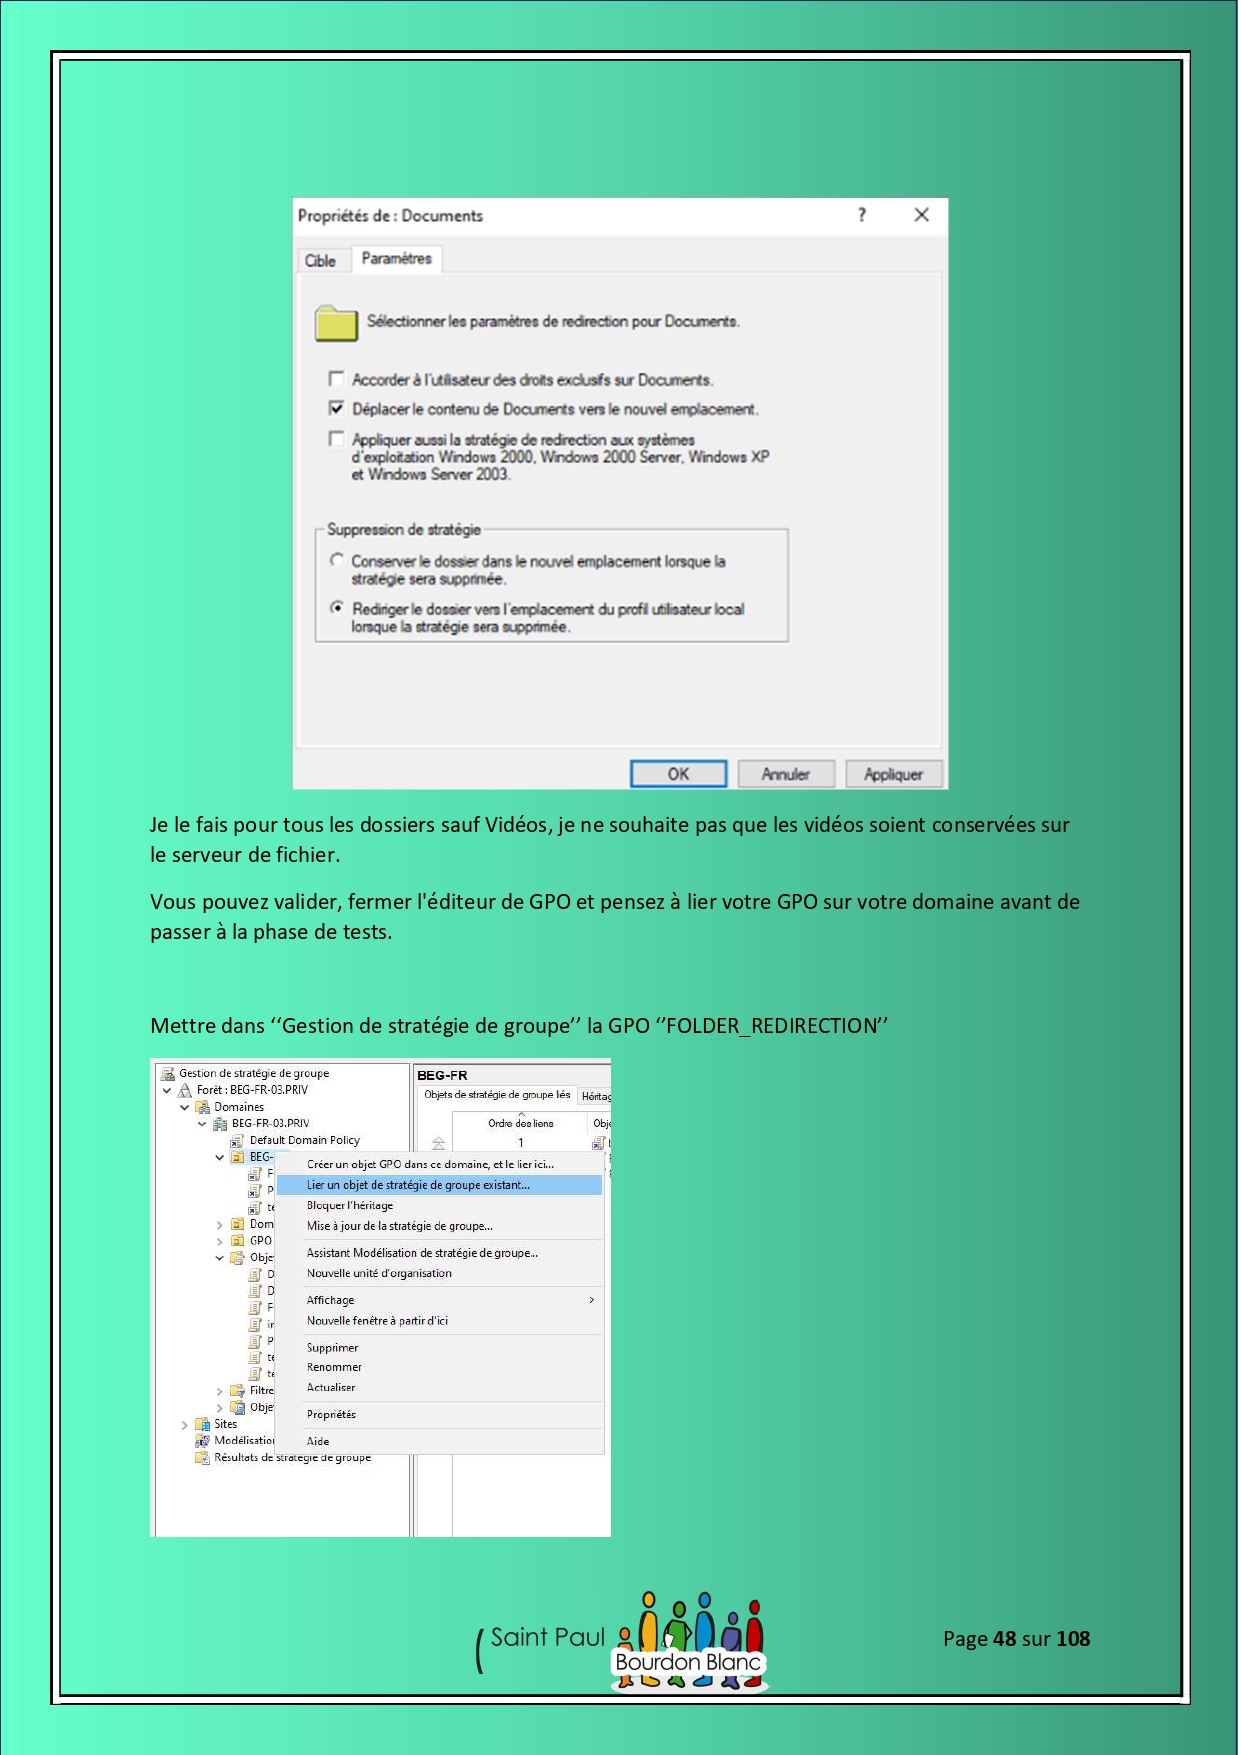 Propriétés de : Documents
?
Cible
Paramètres
Sélectionner les paramètres de redirection pour Documents.
Accorder à l'utilisateur des droits exclusifs sur Documents.
Déplacer le contenu de Documents vers le nouvel emplacement.
Appliquer aussi la stratégie de redirection aux systèmes
d'exploitation Windows 2000, Windows 2000 Server, Windows XP
et Windows Server 2003.
Suppression de stratégie
Conserver le dossier dans le nouvel emplacement lorsque la
stratégie sera supprimée.
Rediriger le dossier vers l'emplacement du profil utilisateur local
lorsque la stratégie sera supprimée.
OK
Annuler
Appliquer
Je le fais pour tous les dossiers sauf Vidéos, je ne souhaite pas que les vidéos soient conservées sur
le serveur de fichier.
Vous pouvez valider, fermer l'éditeur de GPO et pensez à lier votre GPO sur votre domaine avant de
passer à la phase de tests.
Mettre dans ‘‘Gestion de stratégie de groupe’’ la GPO ‘’FOLDER_REDIRECTION’’
Gestion de stratégie de groupe
Forêt : BEG-FR-03.PRIV
Domaines
BEG-FR-03.PRIV
Default Domain Policy
BEG-
F
P
te
Dom
GPO
Obje
D
D
F
in
P
te
te
Filtre
Obje
Sites
Modélisation
Résultats de stratégie de groupe
BEG-FR
Objets de stratégie de groupe liés
Héritag
Ordre des liens
Obje
1
Créer un objet GPO dans ce domaine, et le lier ici...
Lier un objet de stratégie de groupe existant...
Bloquer l'héritage
Mise à jour de la stratégie de groupe...
Assistant Modélisation de stratégie de groupe...
Nouvelle unité d'organisation
Affichage
Nouvelle fenêtre à partir d'ici
Supprimer
Renommer
Actualiser
Propriétés
Aide
Saint Paul
Bourdon Blanc
Page 48 sur 108